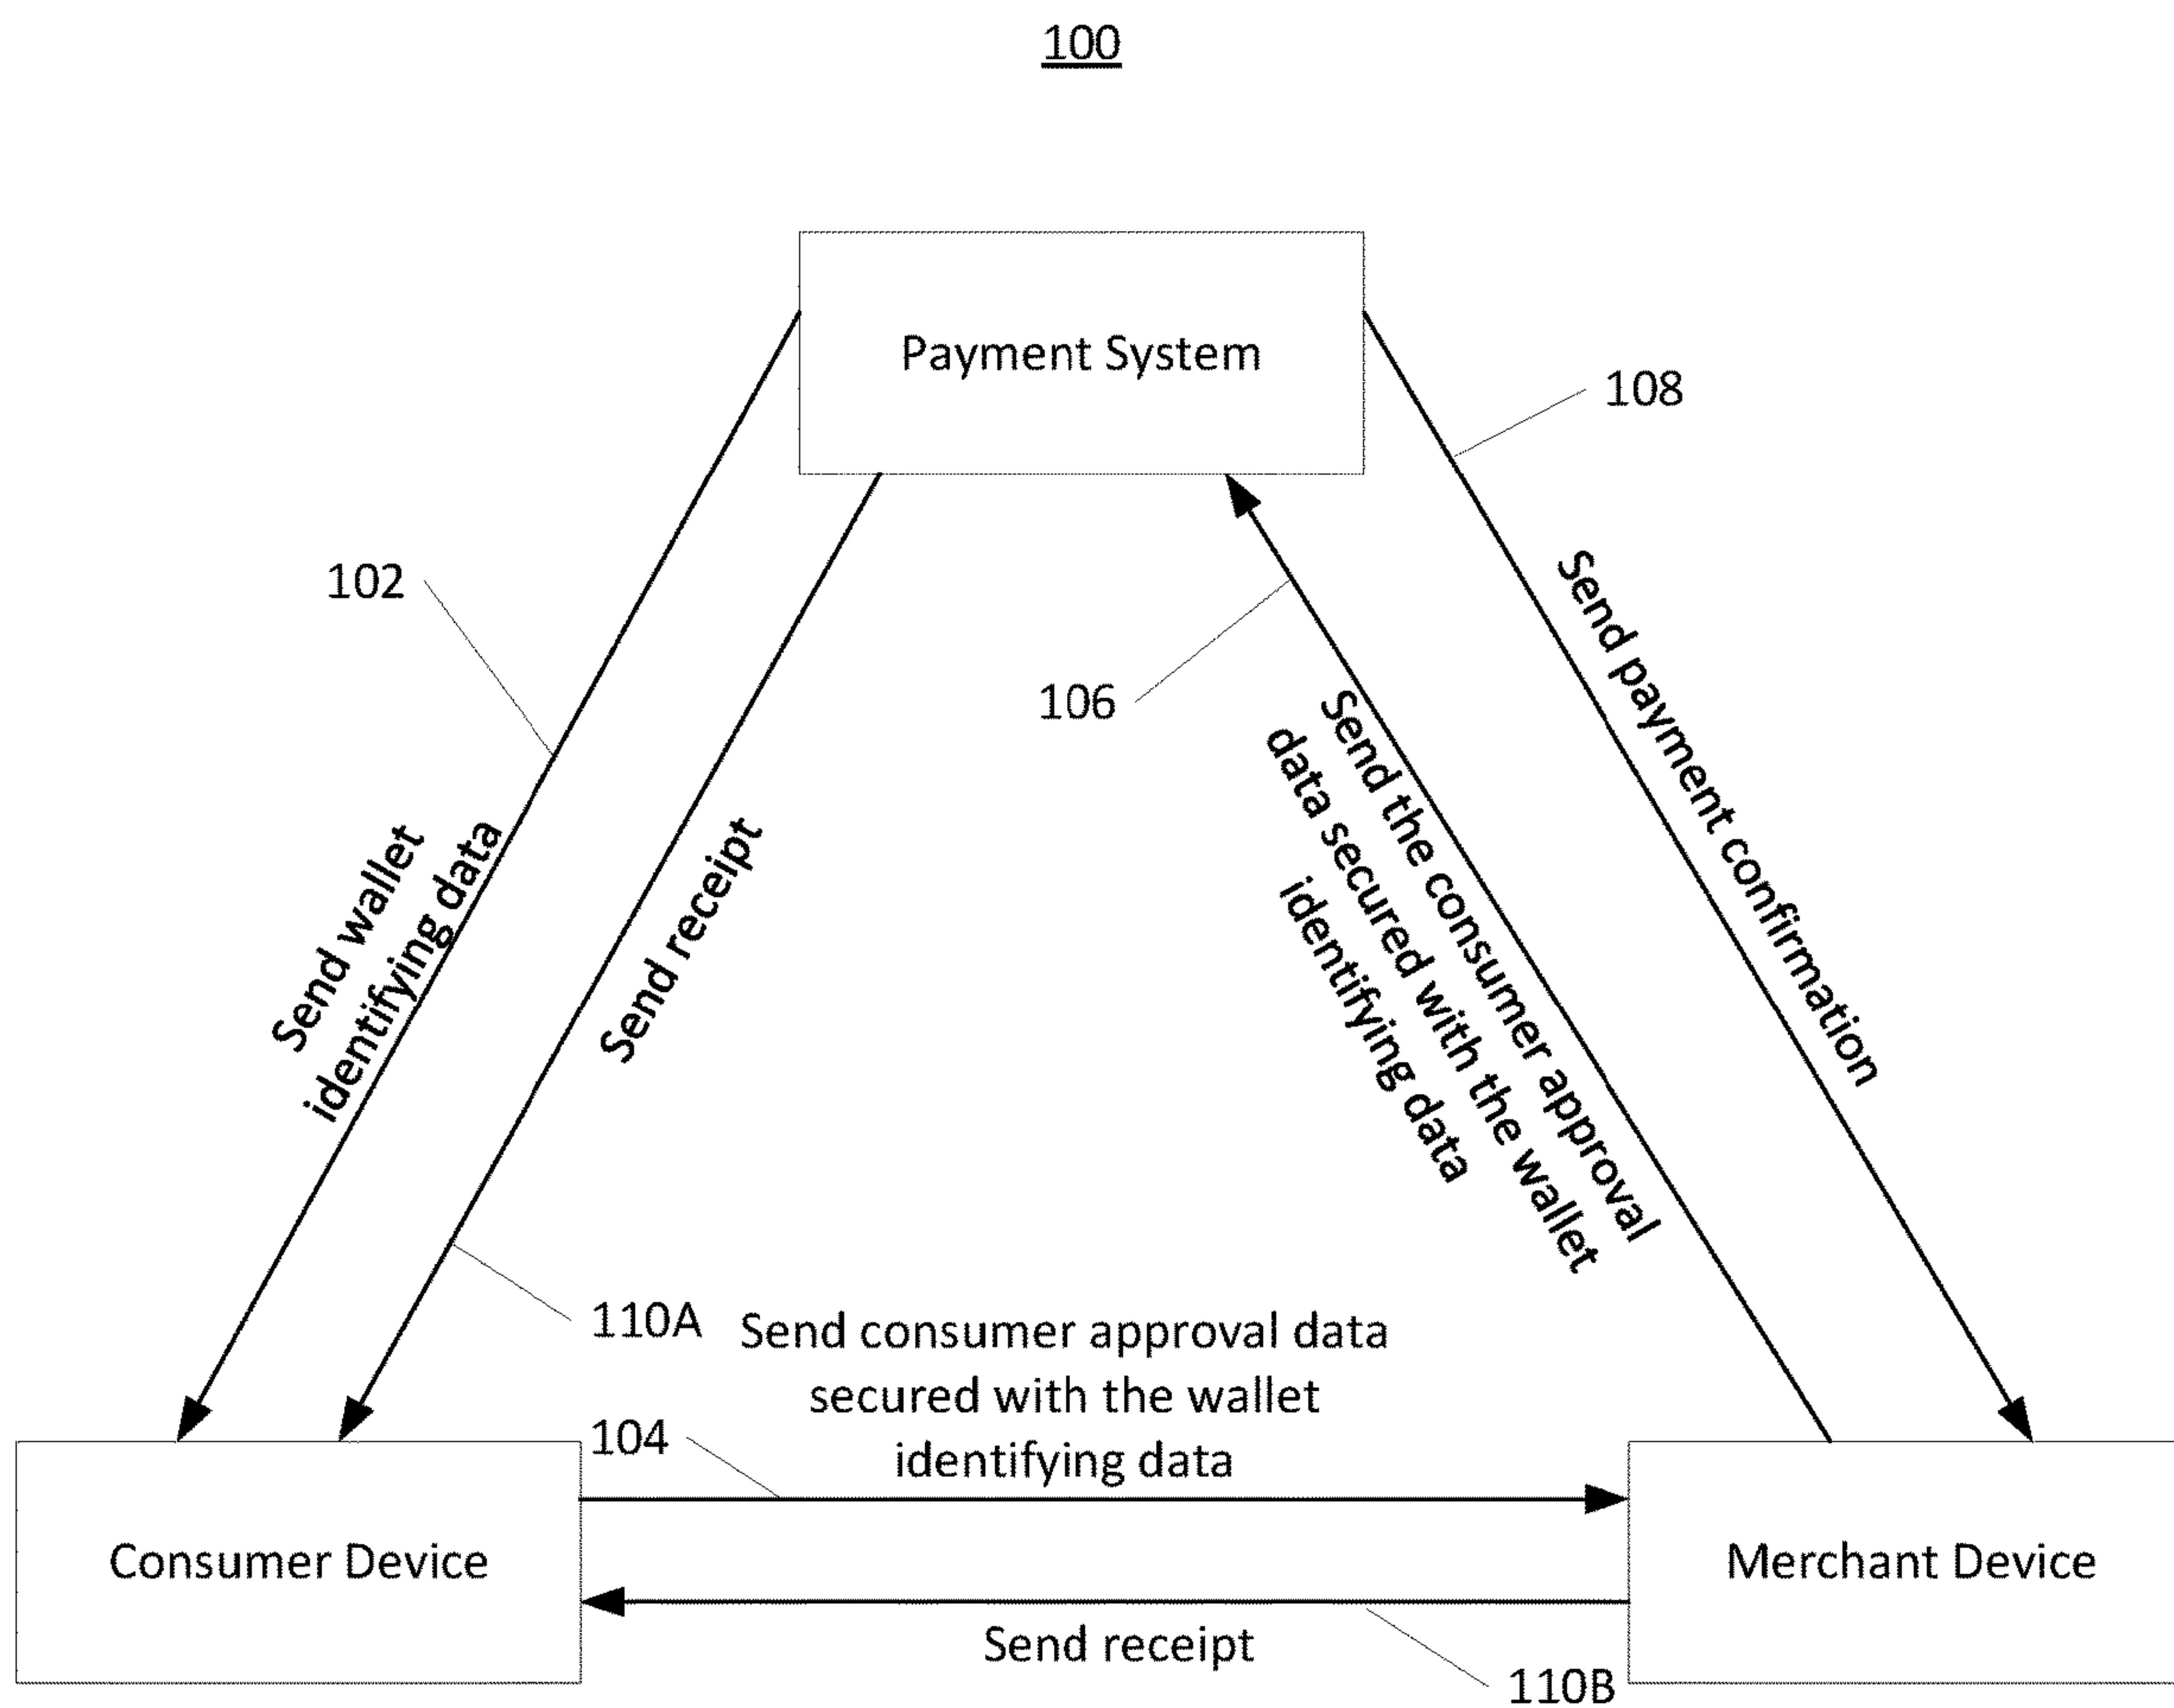 100
Payment System
108
102
106
Send payment confirmation
Send the consumer approval
data secured with the wallet
identifying data
Send wallet
identifying data
Send receipt
110A
Send consumer approval data
secured with the wallet
identifying data
104
Consumer Device
Merchant Device
Send receipt
110B